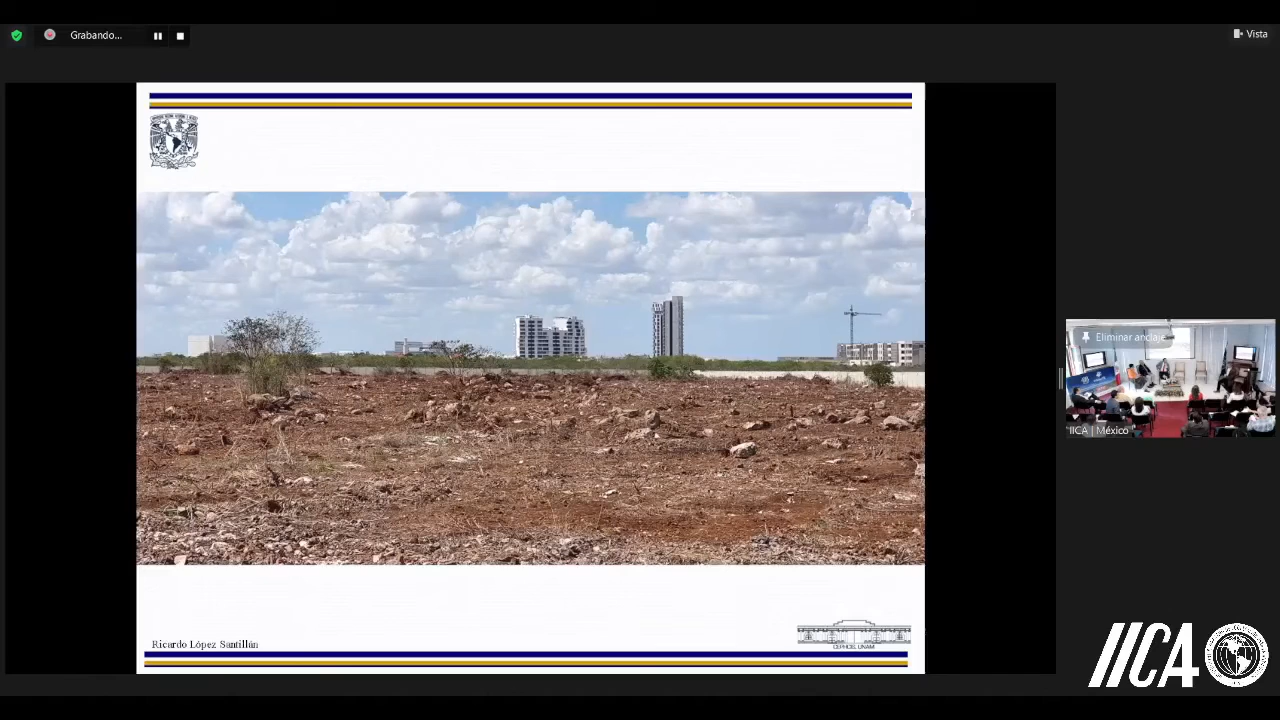 Grabando...
Vista
Eliminar anclaje
IICA | México
Ricardo López Santillán
CEPHCIS, UNAM
IICA